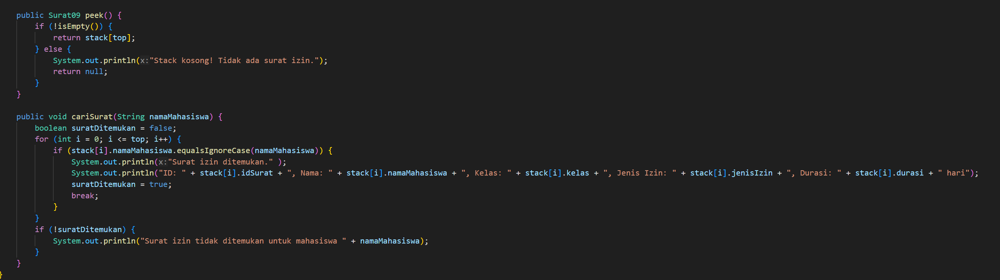 public Surat09 peek() {
if (!isEmpty()) {
return stack[top];
} else {
System.out.println(x:"Stack kosong! Tidak ada surat izin.");
return null;
}
}
public void cariSurat(String namaMahasiswa) {
boolean suratDitemukan = false;
for (int i = 0; i <= top; i++) {
if (stack[i].namaMahasiswa.equalsIgnoreCase(namaMahasiswa)) {
System.out.println(x:"Surat izin ditemukan." );
System.out.println("ID: " + stack[i].idSurat + ", Nama: " + stack[i].namaMahasiswa + ", Kelas: " + stack[i].kelas + ", Jenis Izin: " + stack[i].jenisIzin + ", Durasi: " + stack[i].durasi + " hari");
suratDitemukan = true;
break;
}
}
if (!suratDitemukan) {
System.out.println("Surat izin tidak ditemukan untuk mahasiswa " + namaMahasiswa);
}
}
}